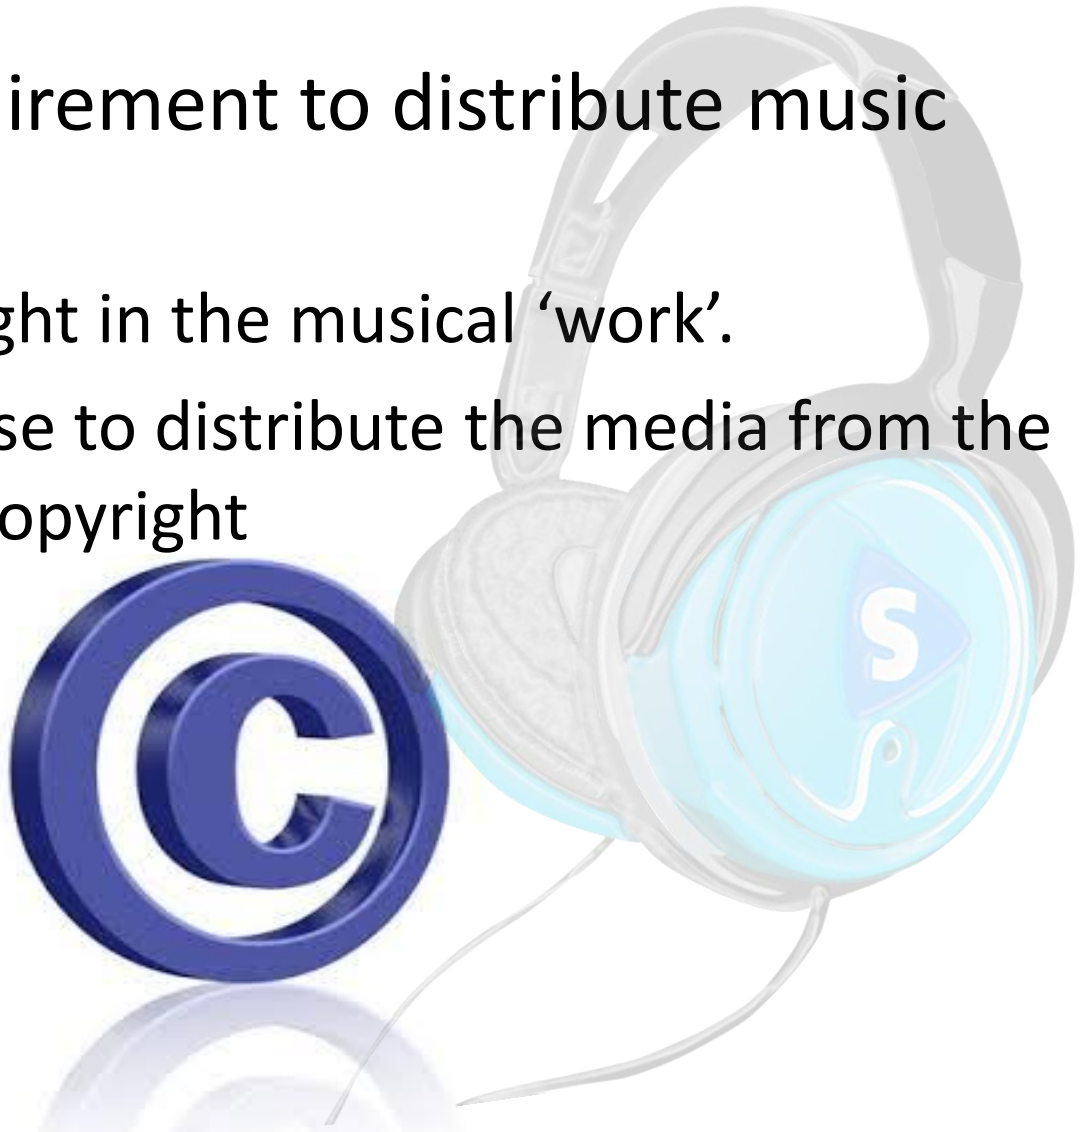 irement to distribute music
ght in the musical ‘work’.
se to distribute the media from the
opyright
S
©